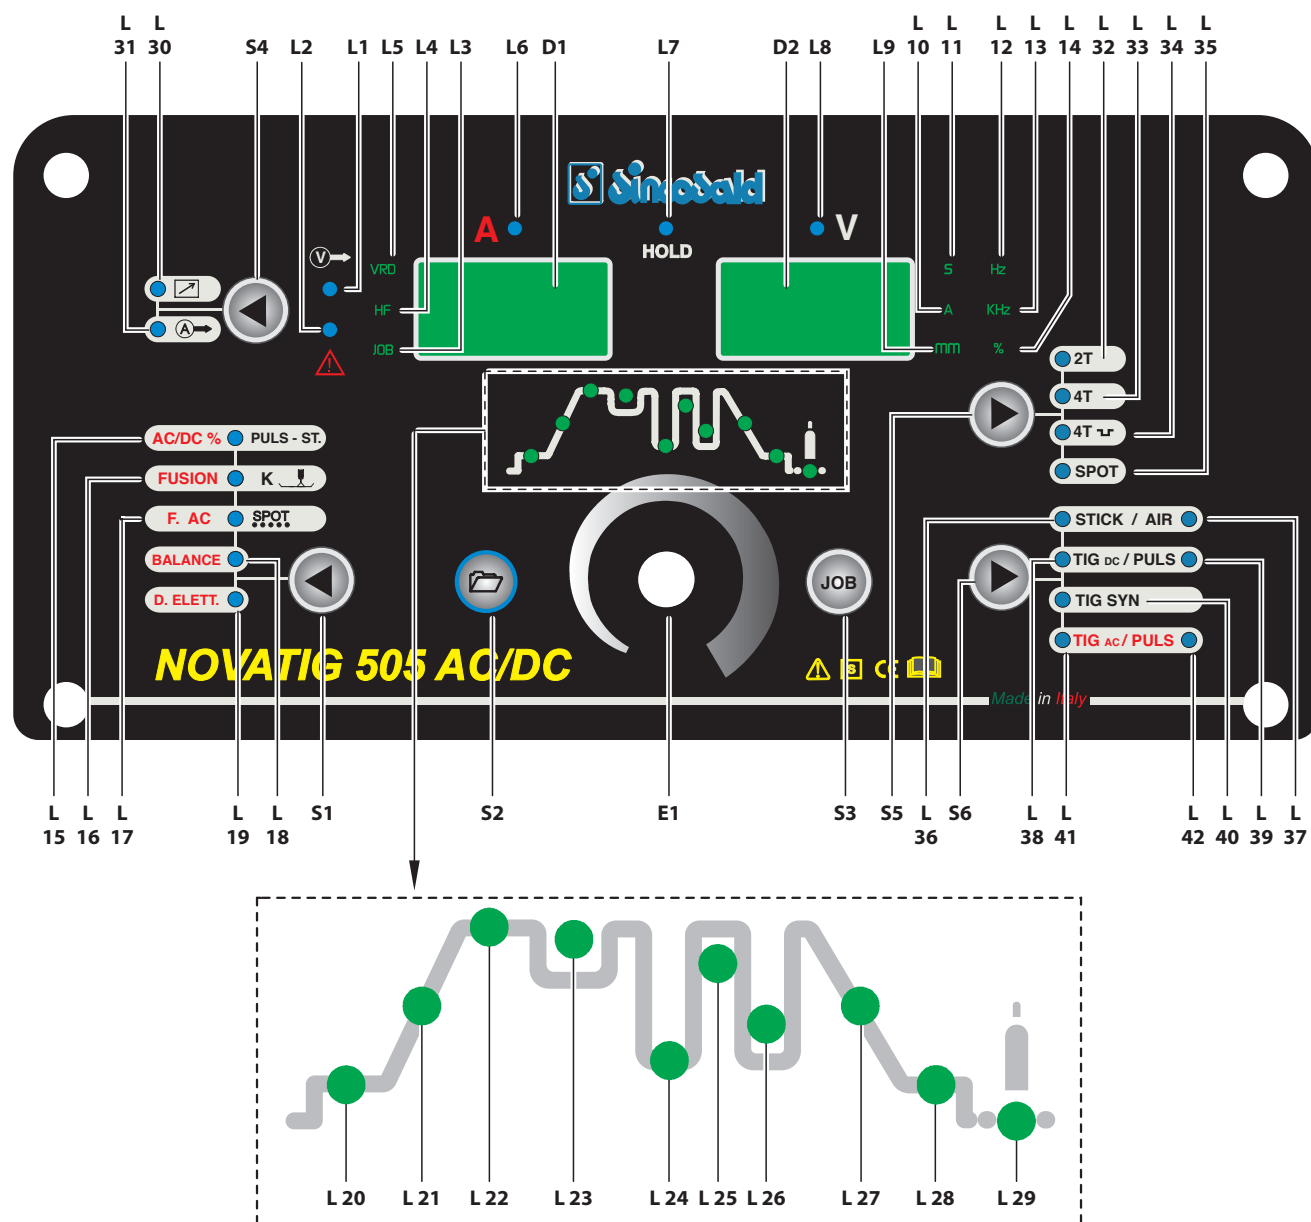 L L L L L L L L L L L
31 30 S4 L2 L1 L5 L4 L3 L6 D1 L7 D2 L8 L9 10 11 12 13 14 32 33 34 35
Sincosald
A V
HOLD
V
VRD S Hz
HF A KHz
A
JOB mm %
2T
4T
4T
SPOT
AC/DC % PULS - ST.
FUSION K
F. AC SPOT
BALANCE
D. ELETT.
JOB
STICK / AIR
TIG DC / PULS
TIG SYN
TIG AC / PULS
NOVATIG 505 AC/DC
S CE
Made in Italy
L L L L L S1 S2 E1 S3 S5 L S6 L L L L L L
15 16 17 19 18 36 38 41 42 40 39 37
L 20 L 21 L 22 L 23 L 24 L 25 L 26 L 27 L 28 L 29